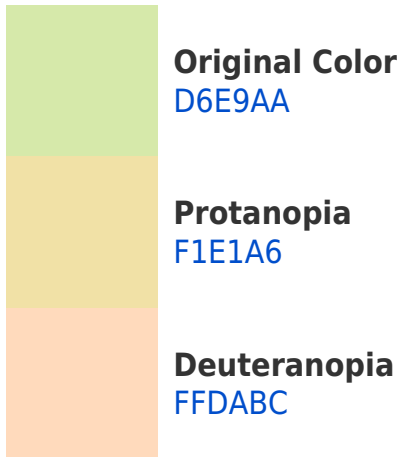 Original Color
D6E9AA
Protanopia
F1E1A6
Deuteranopia
FFDABC